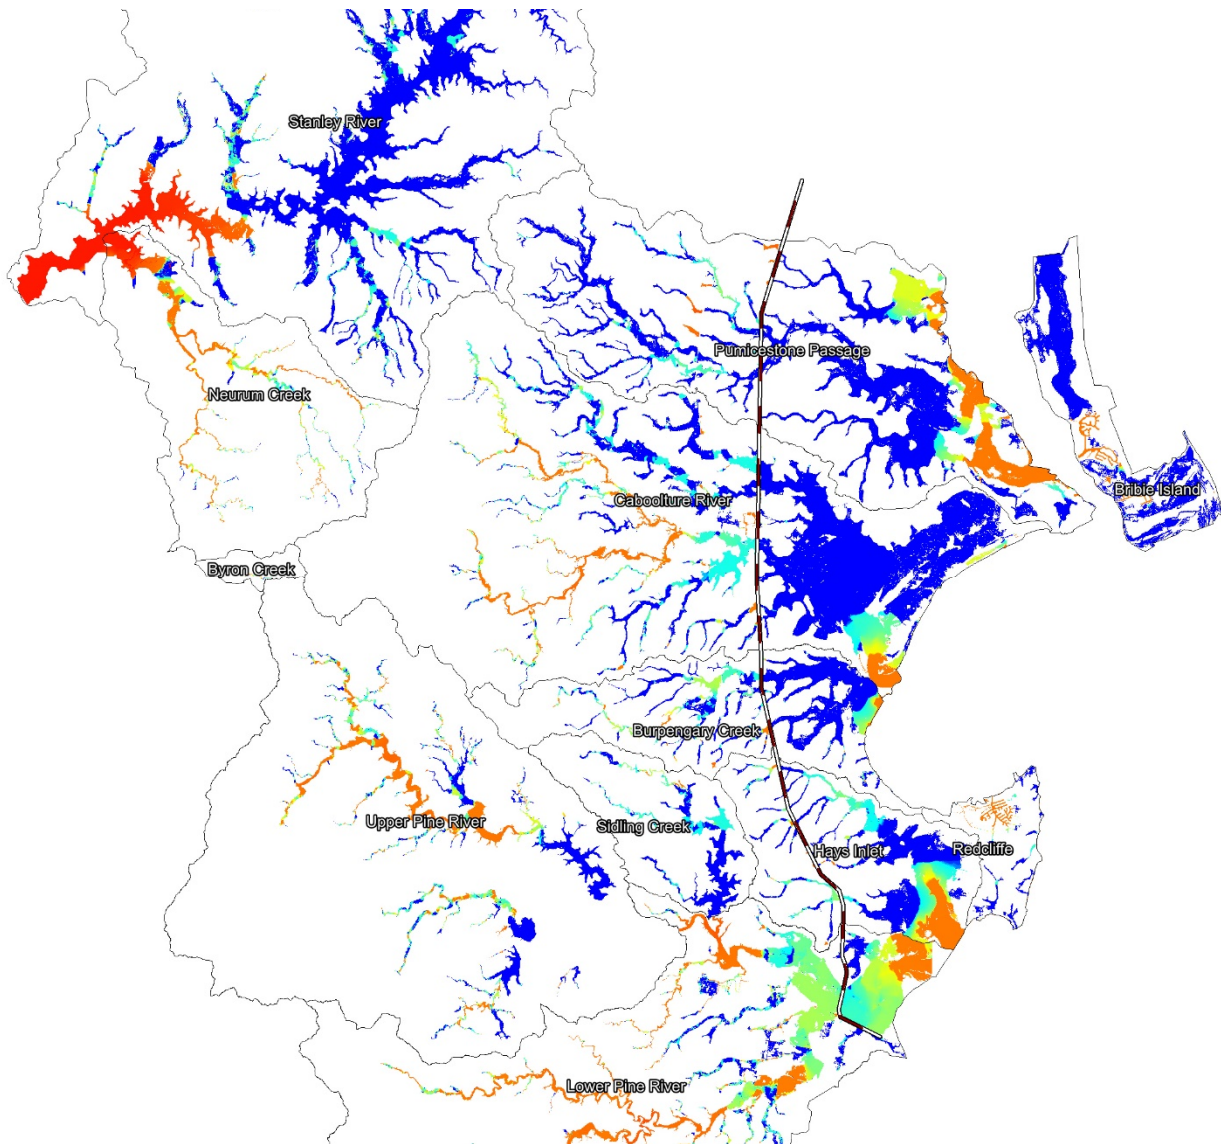 Stanley River
Pumicestone Passage
Neurum Creek
Bribie Island
Caboolture River
Byron Creek
Burpengary Creek
Upper Pine River
Sidling Creek
Hays Inlet
Redcliffe
Lower Pine River